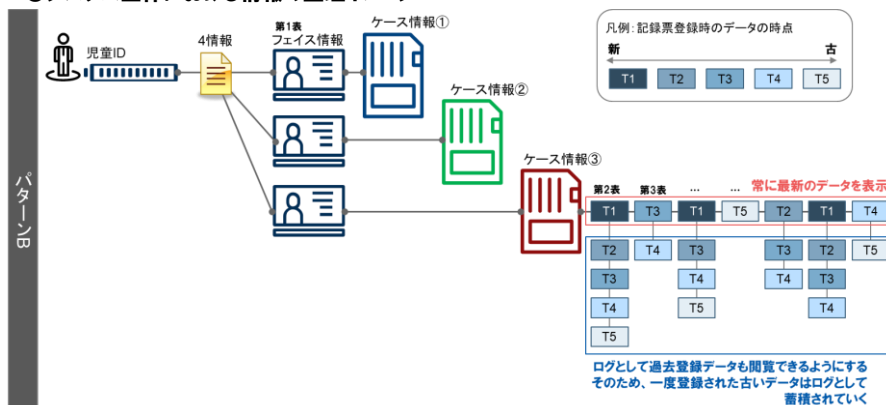 児童ID
4情報
第1表
フェイス情報
ケース情報①
ケース情報②
ケース情報③
凡例：記録票登録時のデータの時点
新 古
T1 T2 T3 T4 T5
パターンB
常に最新のデータを表示
第2表 第3表 … …
T1 T3 T1 T5 T2 T1 T4
T2 T4 T3 T3 T2 T5
T3 T4 T4 T3
T4 T5 T4
T5
ログとして過去登録データも閲覧できるようにする
そのため、一度登録された古いデータはログとして
蓄積されていく